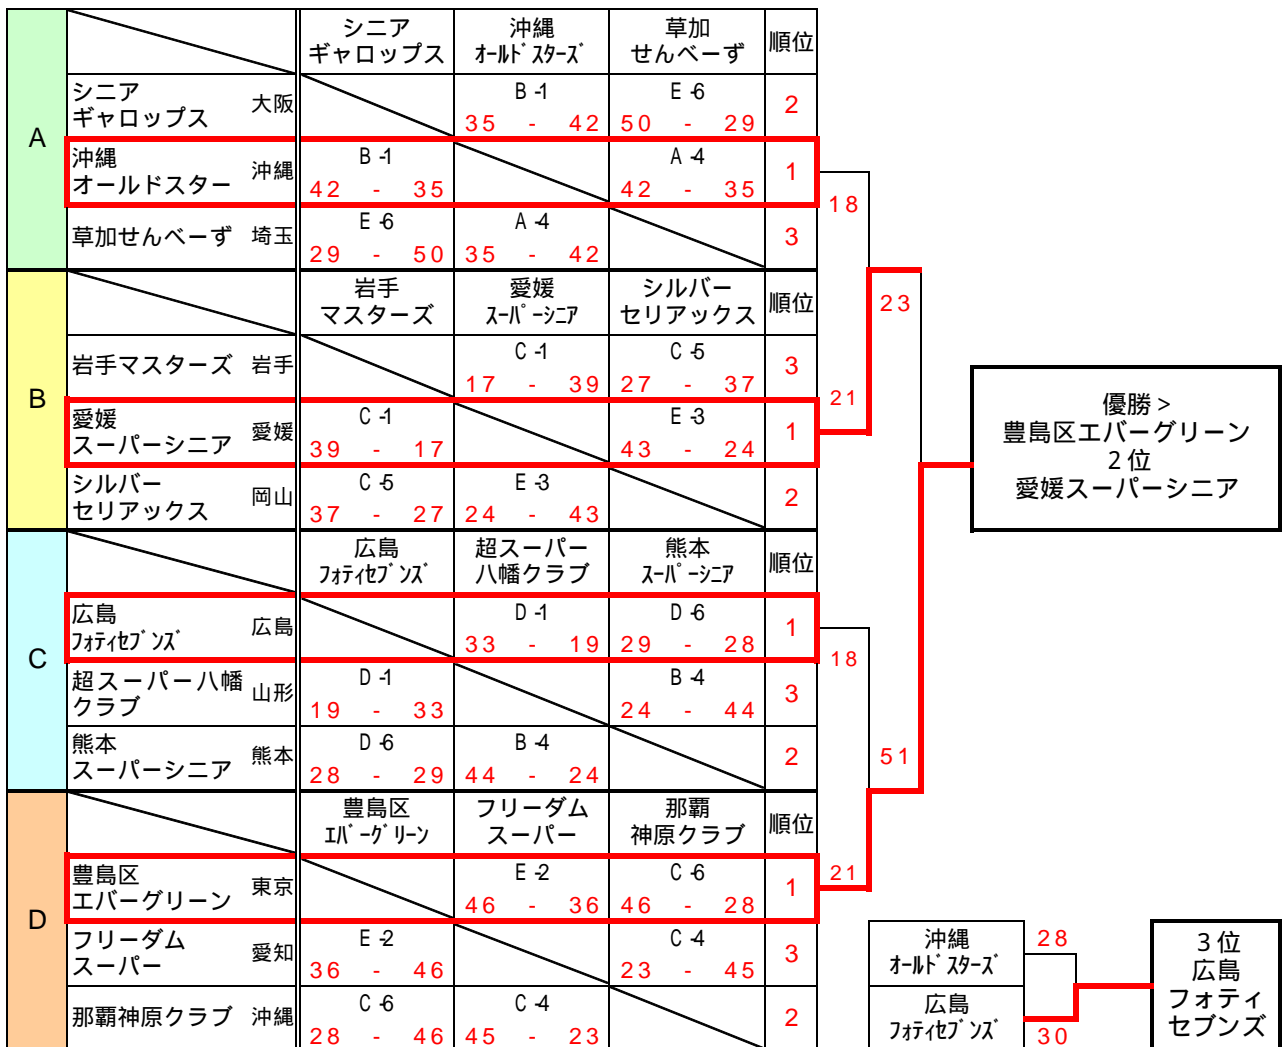 A
シニア
ギャロップス
沖縄
オールドスターズ
草加
せんべーず
順位
シニア
ギャロップス
大阪
B-1
35 - 42
E-6
50 - 29
2
沖縄
オールドスター
沖縄
B-1
42 - 35
A-4
42 - 35
1
草加せんべーず 埼玉
E-6
29 - 50
A-4
35 - 42
3
B
岩手
マスターズ
愛媛
スーパーシニア
シルバー
セリアックス
順位
岩手マスターズ 岩手
C-1
17 - 39
C-5
27 - 37
3
愛媛
スーパーシニア
愛媛
C-1
39 - 17
E-3
43 - 24
1
シルバー
セリアックス
岡山
C-5
37 - 27
E-3
24 - 43
2
C
広島
フォティセブンズ
超スーパー
八幡クラブ
熊本
スーパーシニア
順位
広島
フォティセブンズ
広島
D-1
33 - 19
D-6
29 - 28
1
超スーパー八幡
クラブ
山形
D-1
19 - 33
B-4
24 - 44
3
熊本
スーパーシニア
熊本
D-6
28 - 29
B-4
44 - 24
2
D
豊島区
エバーグリーン
フリーダム
スーパー
那覇
神原クラブ
順位
豊島区
エバーグリーン
東京
E-2
46 - 36
C-6
46 - 28
1
フリーダム
スーパー
愛知
E-2
36 - 46
C-4
23 - 45
3
那覇神原クラブ 沖縄
C-6
28 - 46
C-4
45 - 23
2
18
21
23
18
21
51
優勝>
豊島区エバーグリーン
2位
愛媛スーパーシニア
沖縄
オールドスターズ
28
広島
フォティセブンズ
30
3位
広島
フォティ
セブンズ